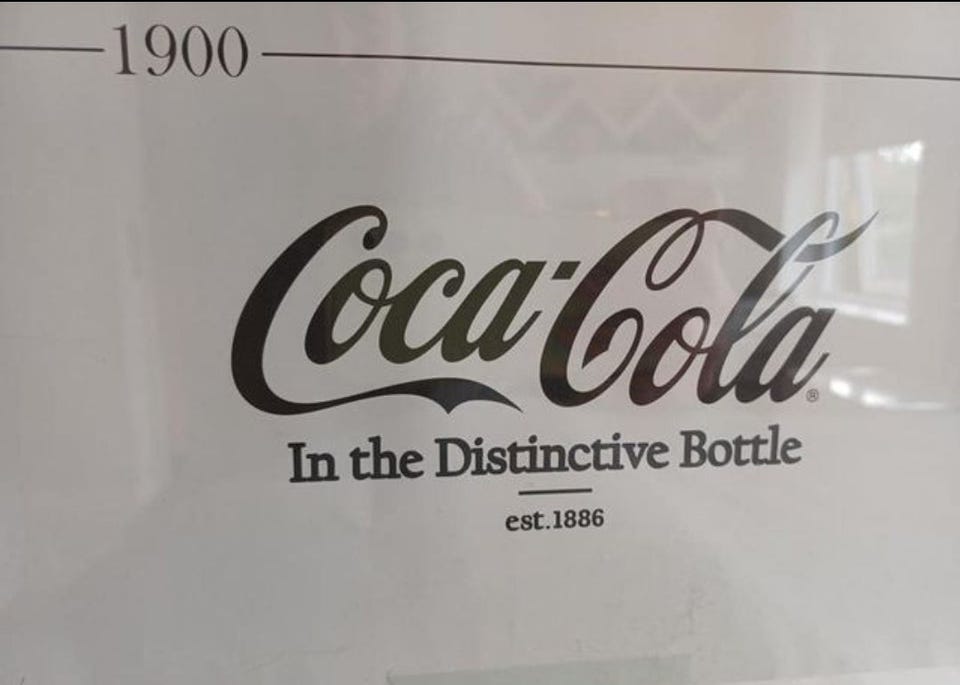 1900
Coca-Cola®
In the Distinctive Bottle
est.1886